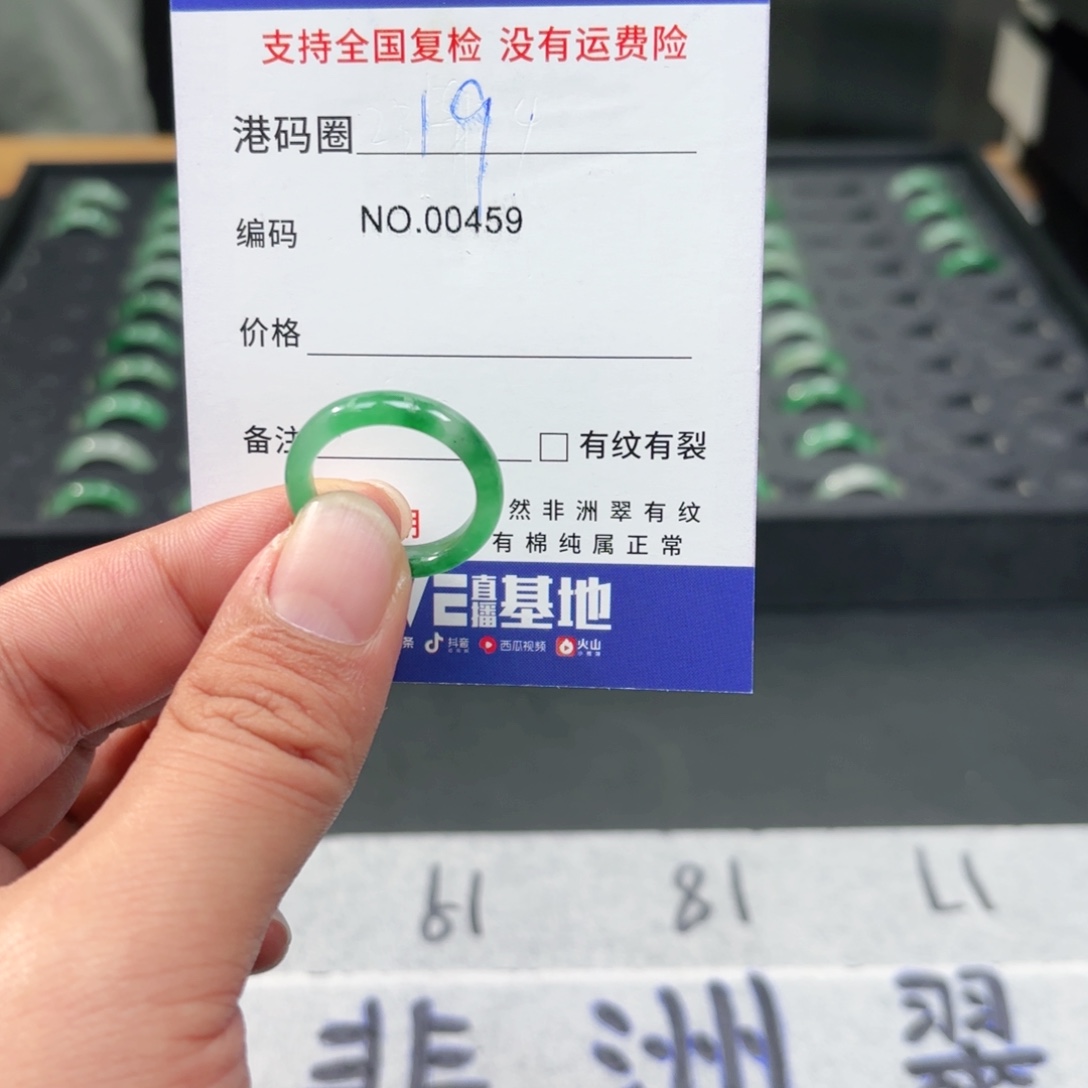 支持全国复检 没有运费险
港码圈 19
编码 NO.00459
价格
备注 □ 有纹有裂
然非洲翠有纹
有棉纯属正常
直播基地
抖音 西瓜视频 火山
19 18 17
非洲翠